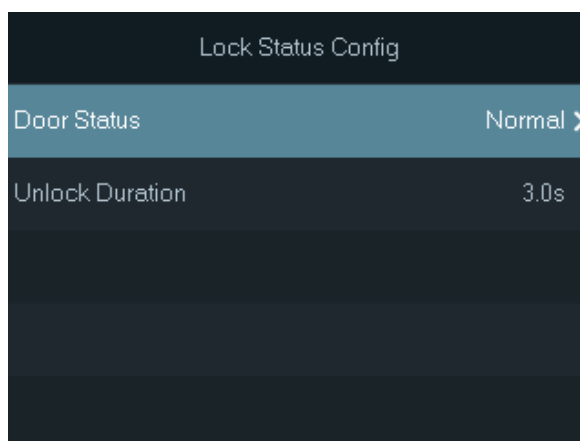 Lock Status Config
Door Status Normal >
Unlock Duration 3.0s